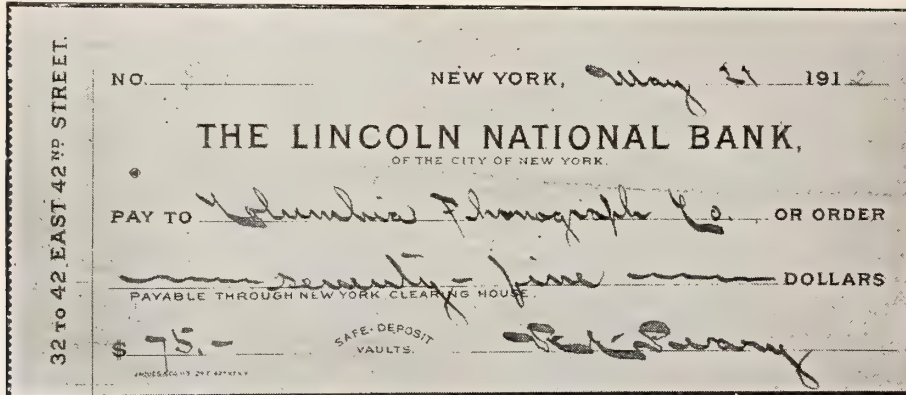 32 TO 42 EAST 42ND STREET.
NO. NEW YORK, May 21 1912
THE LINCOLN NATIONAL BANK,
OF THE CITY OF NEW YORK.
PAY TO Columbia Phonograph Co. OR ORDER
seventy-five DOLLARS
PAYABLE THROUGH NEW YORK CLEARING HOUSE.
$ 75.- SAFE-DEPOSIT
VAULTS.